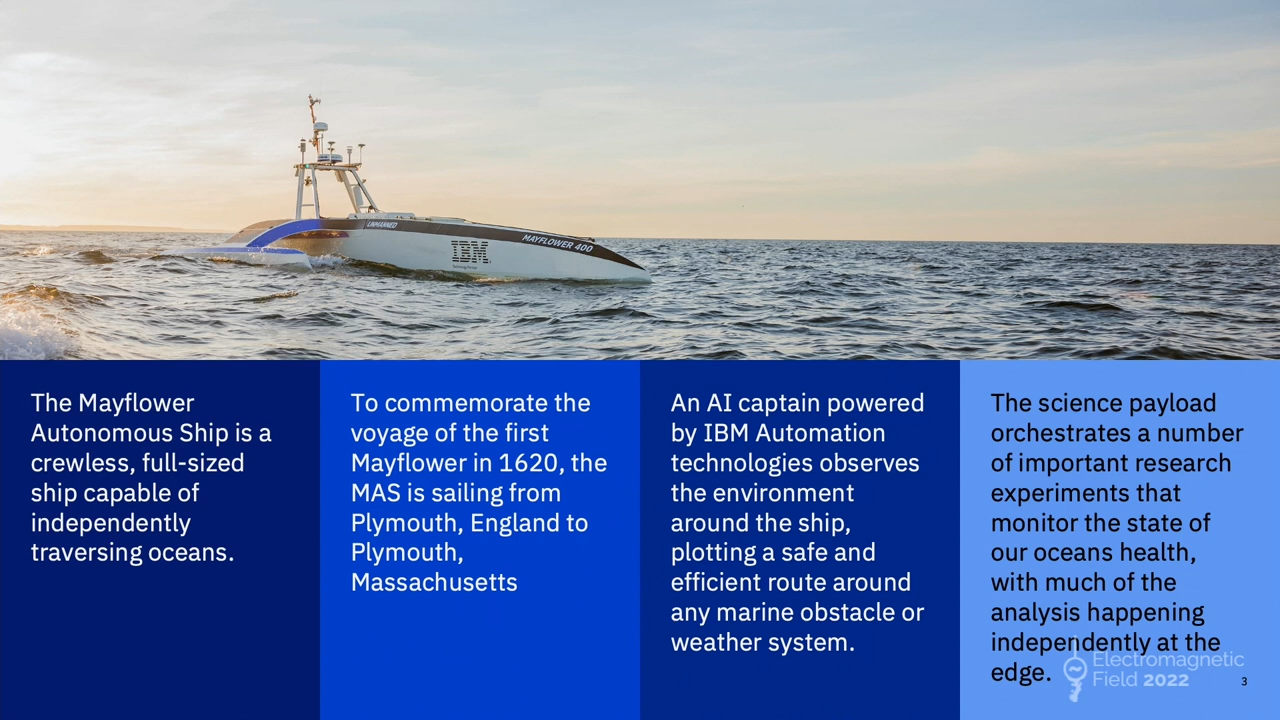 UNMANNED
MAYFLOWER 400
IBM
The Mayflower
Autonomous Ship is a
crewless, full-sized
ship capable of
independently
traversing oceans.
To commemorate the
voyage of the first
Mayflower in 1620, the
MAS is sailing from
Plymouth, England to
Plymouth,
Massachusetts
An AI captain powered
by IBM Automation
technologies observes
the environment
around the ship,
plotting a safe and
efficient route around
any marine obstacle or
weather system.
The science payload
orchestrates a number
of important research
experiments that
monitor the state of
our oceans health,
with much of the
analysis happening
independently at the
edge.
Electromagnetic
Field 2022
3